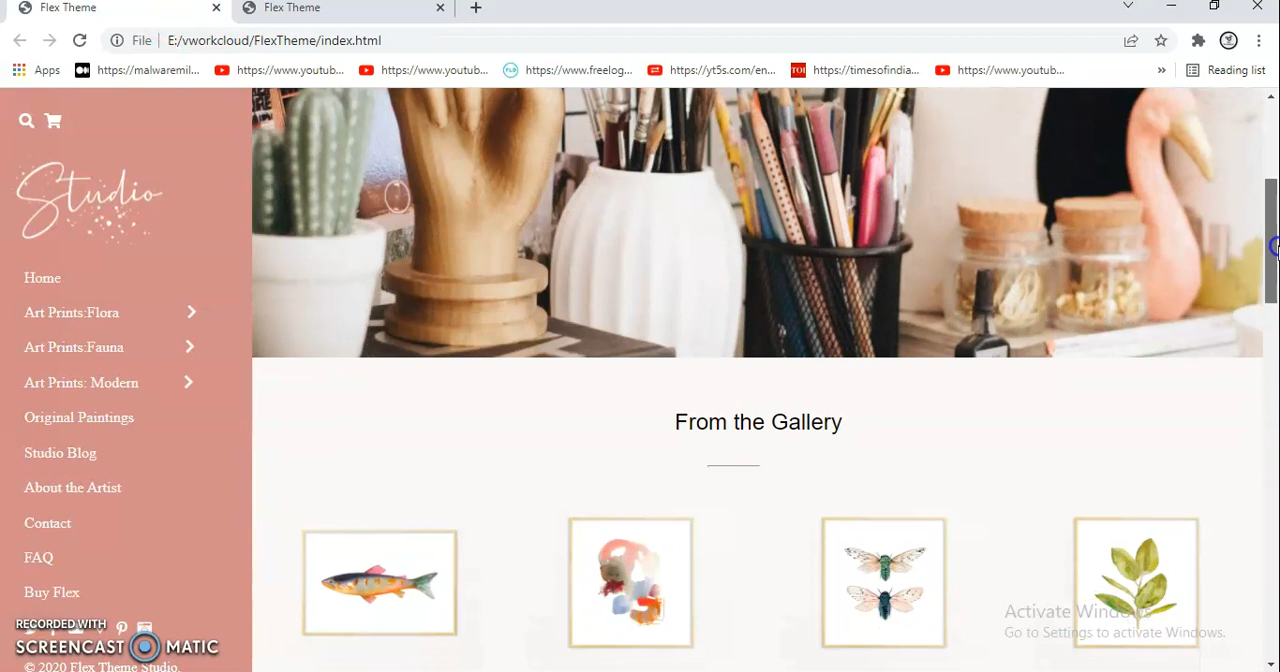 Flex Theme
Flex Theme
File
E:/vworkcloud/FlexTheme/index.html
Apps
https://malwaremil...
https://www.youtub...
https://www.youtub...
https://www.freelog...
https://yt5s.com/en...
TOI
https://timesofindia...
https://www.youtub...
»
Reading list
Studio
Home
Art Prints:Flora
Art Prints:Fauna
Art Prints: Modern
Original Paintings
Studio Blog
About the Artist
Contact
FAQ
Buy Flex
RECORDED WITH
SCREENCAST MATIC
© 2020 Flex Theme Studio.
From the Gallery
Activate Windows
Go to Settings to activate Windows.